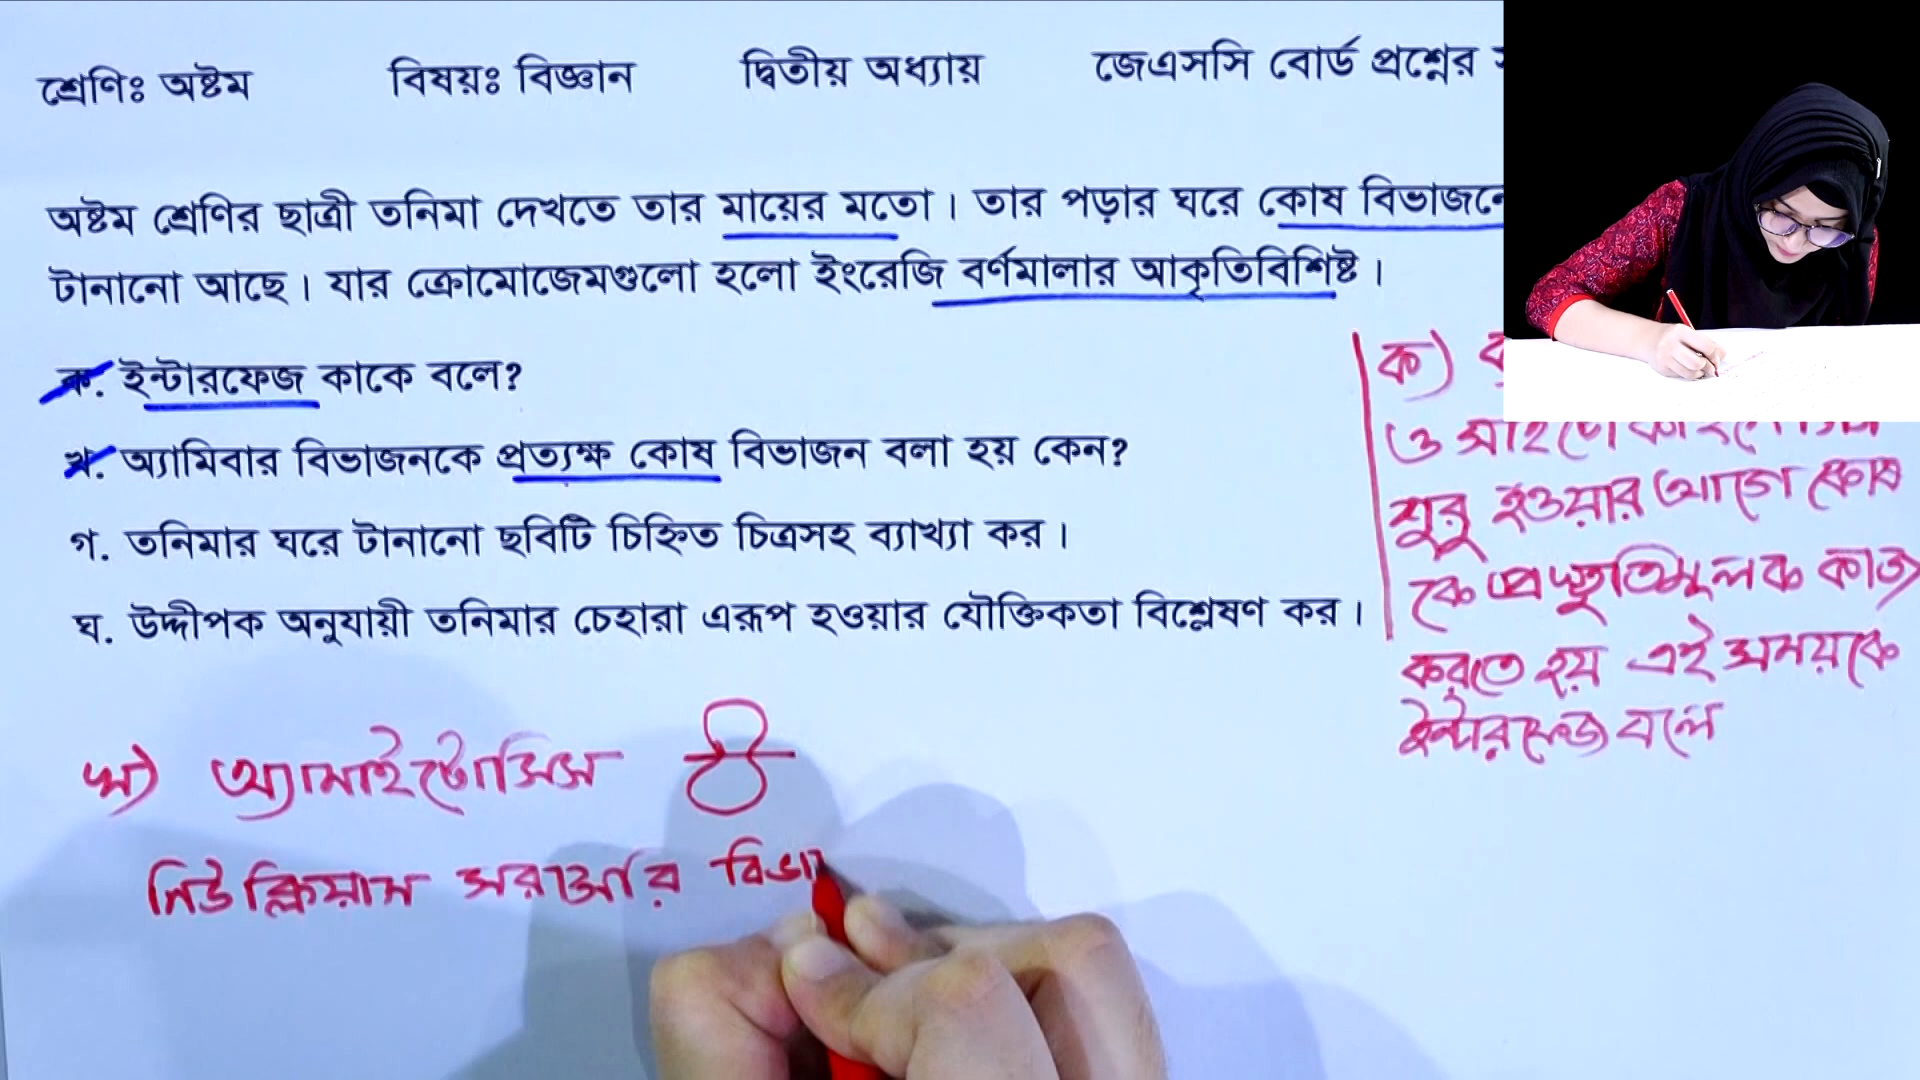 শ্রেণিঃ অষ্টম বিষয়ঃ বিজ্ঞান দ্বিতীয় অধ্যায় জেএসসি বোর্ড প্রশ্নের
অষ্টম শ্রেণির ছাত্রী তনিমা দেখতে তার মায়ের মতো। তার পড়ার ঘরে কোষ বিভাজনে
টানানো আছে। যার ক্রোমোজেমগুলো হলো ইংরেজি বর্ণমালার আকৃতিবিশিষ্ট।
ক. ইন্টারফেজ কাকে বলে?
খ. অ্যামিবার বিভাজনকে প্রত্যক্ষ কোষ বিভাজন বলা হয় কেন?
গ. তনিমার ঘরে টানানো ছবিটি চিহ্নিত চিত্রসহ ব্যাখ্যা কর।
ঘ. উদ্দীপক অনুযায়ী তনিমার চেহারা এরূপ হওয়ার যৌক্তিকতা বিশ্লেষণ কর।
ক)
ও
শুরু হওয়ার আগে কোষ
কে প্রস্তুতিমূলক কাজ
করতে হয় এই সময়কে
ইন্টারফেজ বলে
খ) অ্যামাইটোসিস
নিউক্লিয়াস সরাসরি বিভা